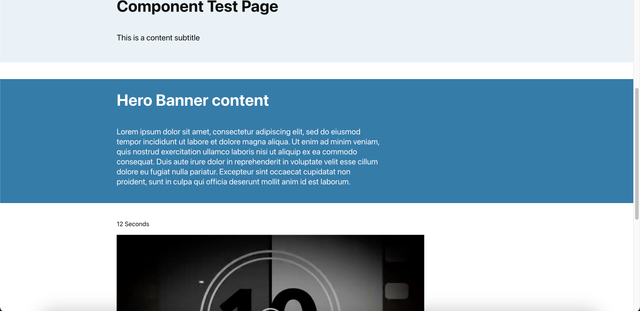 Component Test Page
This is a content subtitle
Hero Banner content
Lorem ipsum dolor sit amet, consectetur adipiscing elit, sed do eiusmod
tempor incididunt ut labore et dolore magna aliqua. Ut enim ad minim veniam,
quis nostrud exercitation ullamco laboris nisi ut aliquip ex ea commodo
consequat. Duis aute irure dolor in reprehenderit in voluptate velit esse cillum
dolore eu fugiat nulla pariatur. Excepteur sint occaecat cupidatat non
proident, sunt in culpa qui officia deserunt mollit anim id est laborum.
12 Seconds
10